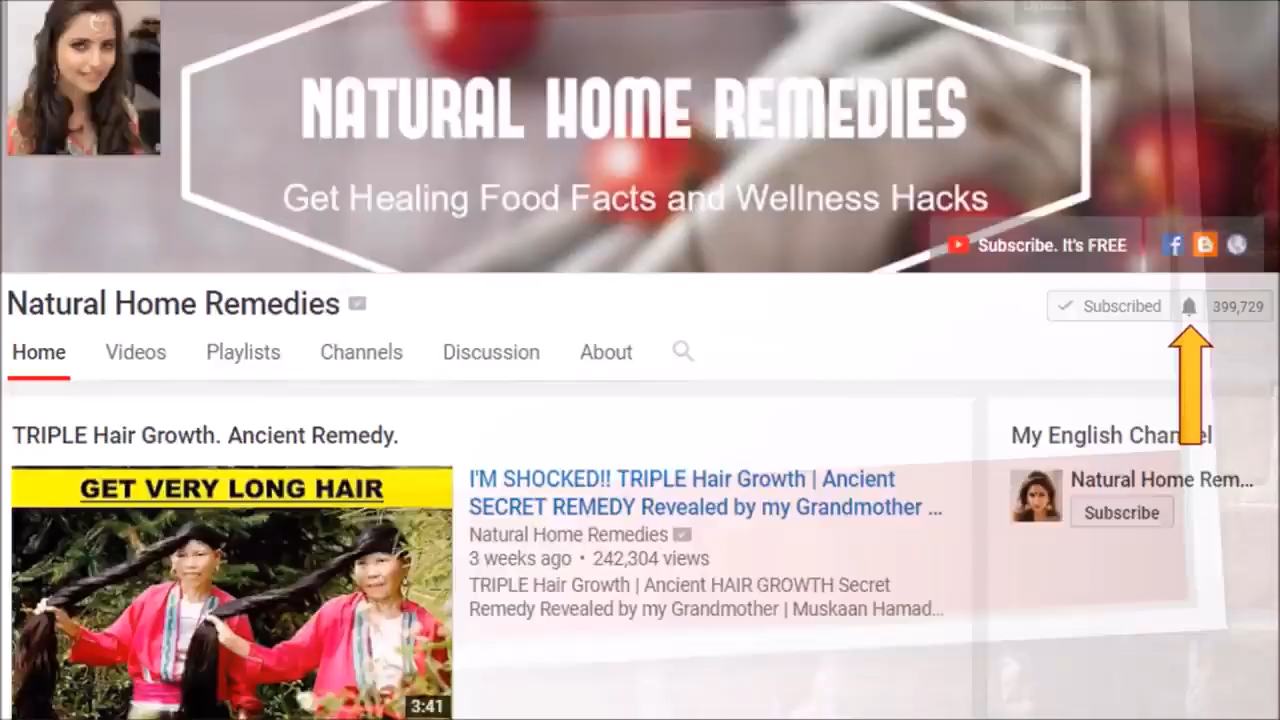 NATURAL HOME REMEDIES
Get Healing Food Facts and Wellness Hacks
Subscribe. It's FREE
Natural Home Remedies
Subscribed 399,729
Home Videos Playlists Channels Discussion About
TRIPLE Hair Growth. Ancient Remedy.
GET VERY LONG HAIR
3:41
I'M SHOCKED!! TRIPLE Hair Growth | Ancient
SECRET REMEDY Revealed by my Grandmother ...
Natural Home Remedies
3 weeks ago • 242,304 views
TRIPLE Hair Growth | Ancient HAIR GROWTH Secret
Remedy Revealed by my Grandmother | Muskaan Hamad...
My English Channel
Natural Home Rem...
Subscribe